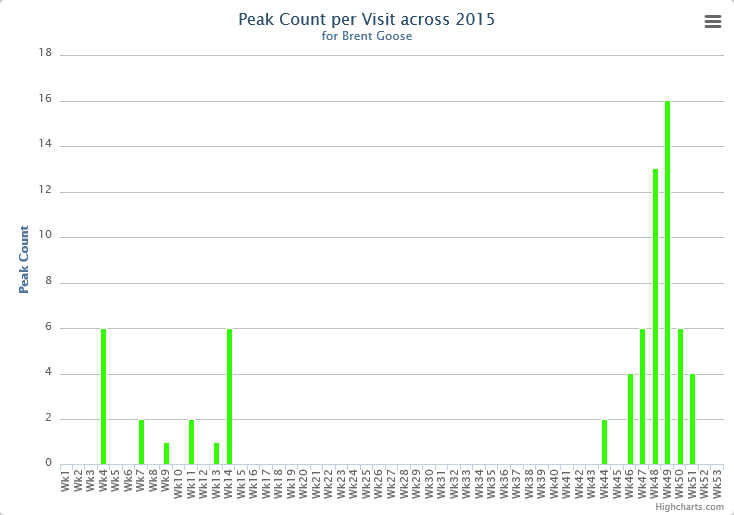 Peak Count per Visit across 2015
for Brent Goose
18
16
14
12
10
8
6
4
2
0
Peak Count
Wk1
Wk2
Wk3
Wk4
Wk5
Wk6
Wk7
Wk8
Wk9
Wk10
Wk11
Wk12
Wk13
Wk14
Wk15
Wk16
Wk17
Wk18
Wk19
Wk20
Wk21
Wk22
Wk23
Wk24
Wk25
Wk26
Wk27
Wk28
Wk29
Wk30
Wk31
Wk32
Wk33
Wk34
Wk35
Wk36
Wk37
Wk38
Wk39
Wk40
Wk41
Wk42
Wk43
Wk44
Wk45
Wk46
Wk47
Wk48
Wk49
Wk50
Wk51
Wk52
Wk53
Highcharts.com